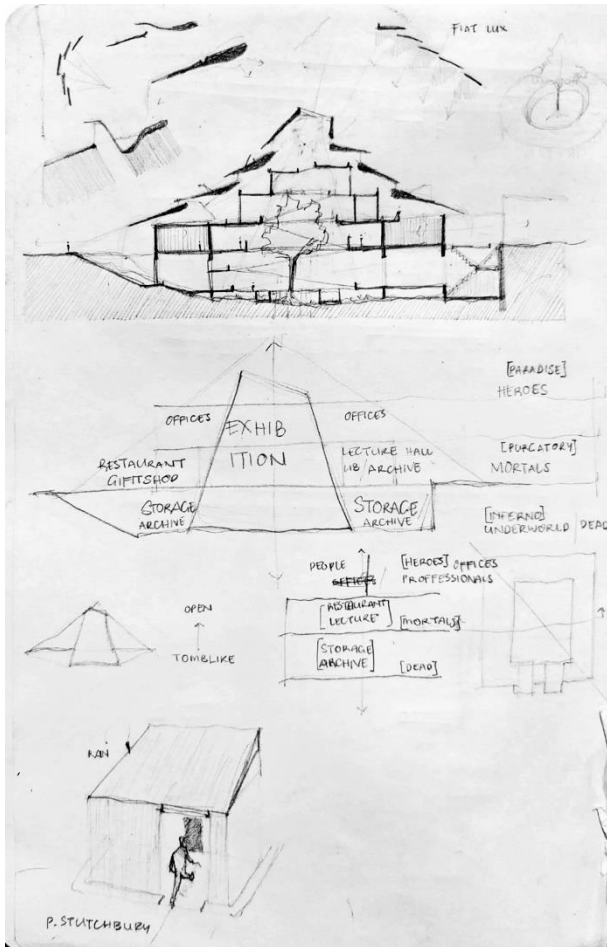 FIAT LUX
[PARADISE]
HEROES
OFFICES
OFFICES
EXHIB
ITION
RESTAURANT
GIFTSHOP
LECTURE HALL
LIB/ARCHIVE
[PURCATORY]
MORTALS
STORAGE
ARCHIVE
STORAGE
ARCHIVE
[INFERNO]
UNDERWORLD/DEAD
PEOPLE
OFFICES
[HEROES] OFFICES
PROFFESSIONALS
[RESTAURANT
LECTURE]
[MORTALS]
[STORAGE
ARCHIVE]
[DEAD]
OPEN
TOMBLIKE
P. STUTCHBURY